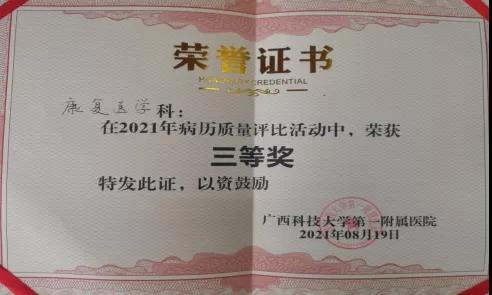 荣誉证书
HONORARY CREDENTIAL
康复医学科:
在2021年病历质量评比活动中，荣获
三等奖
特发此证，以资鼓励
广西科技大学第一附属医院
2021年08月19日